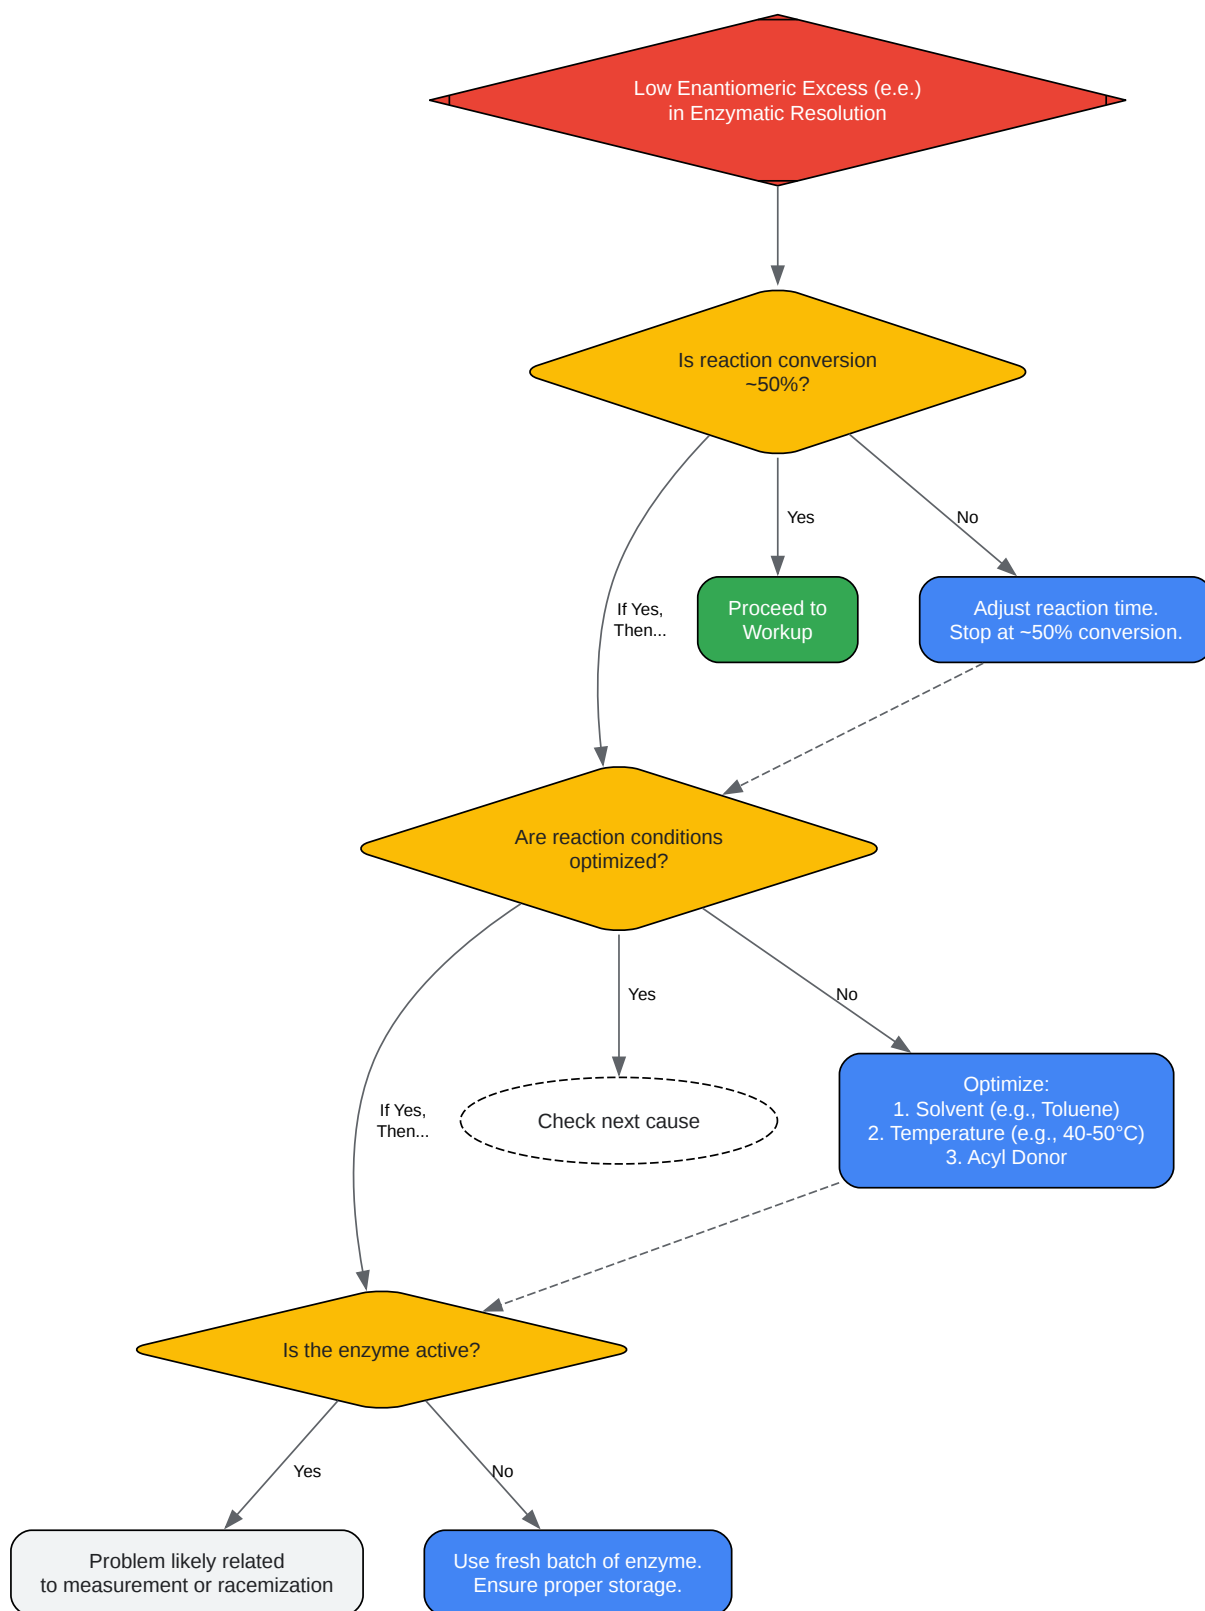 Low Enantiomeric Excess (e.e.)
in Enzymatic Resolution
Is reaction conversion
~50%?
Yes
No
If Yes,
Then...
Proceed to
Workup
Adjust reaction time.
Stop at ~50% conversion.
Are reaction conditions
optimized?
Yes
No
If Yes,
Then...
Check next cause
Optimize:
1. Solvent (e.g., Toluene)
2. Temperature (e.g., 40-50°C)
3. Acyl Donor
Is the enzyme active?
Yes
No
Problem likely related
to measurement or racemization
Use fresh batch of enzyme.
Ensure proper storage.